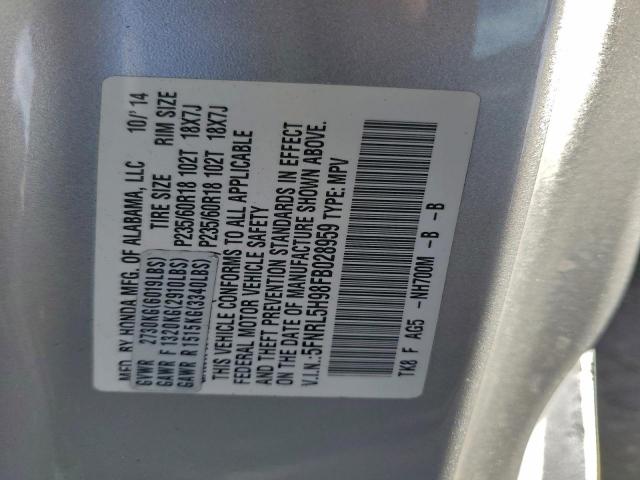 MFD. BY HONDA MFG. OF ALABAMA, LLC 10/'14
GVWR 2730KG(6019LBS) TIRE SIZE RIM SIZE
GAWR F 1320KG(2910LBS) P235/60R18 102T 18X7J
GAWR R 1515KG(3340LBS) P235/60R18 102T 18X7J
THIS VEHICLE CONFORMS TO ALL APPLICABLE
FEDERAL MOTOR VEHICLE SAFETY
AND THEFT PREVENTION STANDARDS IN EFFECT
ON THE DATE OF MANUFACTURE SHOWN ABOVE.
V.I.N.:5FNRL5H98FB028959 TYPE: MPV
TK8 F AG5 -NH700M -B -B